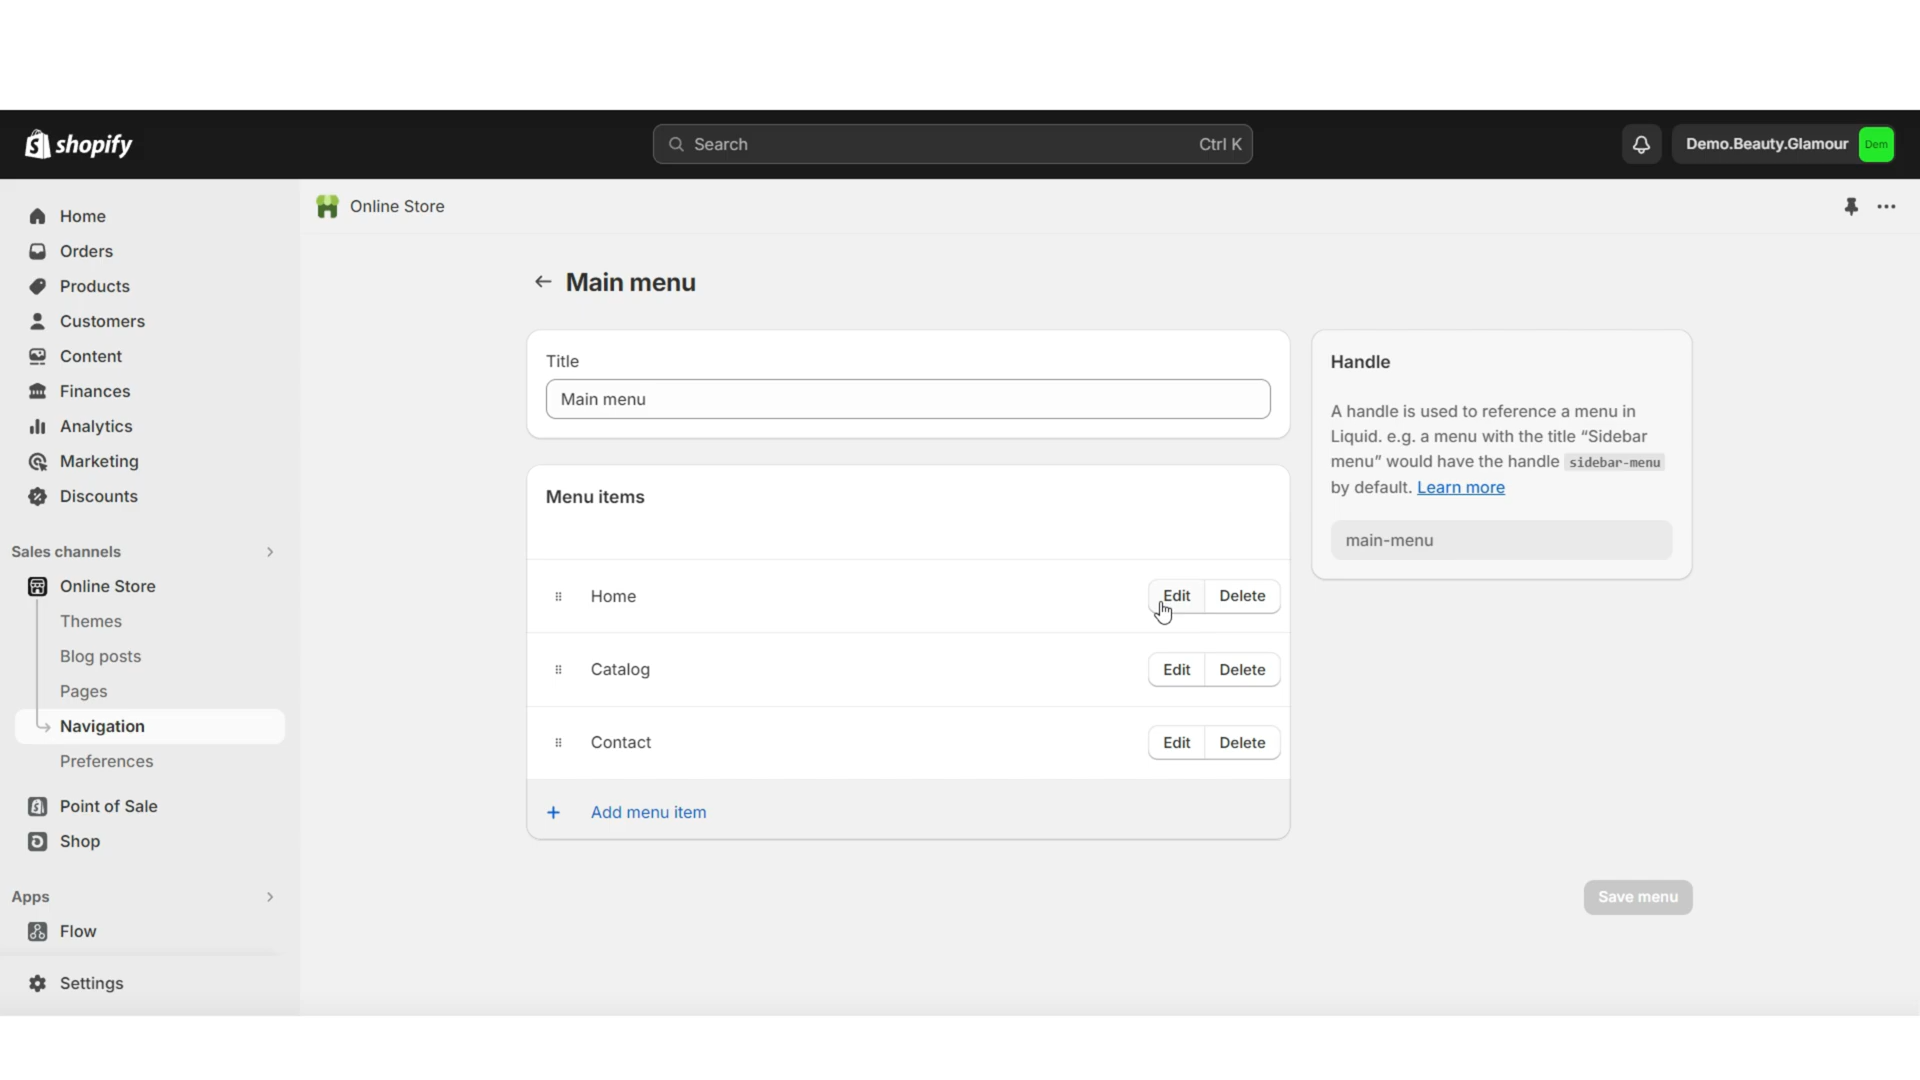 shopify
Search
Ctrl K
Demo.Beauty.Glamour
Dem
Home
Orders
Products
Customers
Content
Finances
Analytics
Marketing
Discounts
Sales channels
Online Store
Themes
Blog posts
Pages
Navigation
Preferences
Point of Sale
Shop
Apps
Flow
Settings
Online Store
Main menu
Title
Main menu
Menu items
Home
Edit
Delete
Catalog
Edit
Delete
Contact
Edit
Delete
Add menu item
Handle
A handle is used to reference a menu in
Liquid. e.g. a menu with the title “Sidebar
menu” would have the handle sidebar-menu
by default. Learn more
main-menu
Save menu